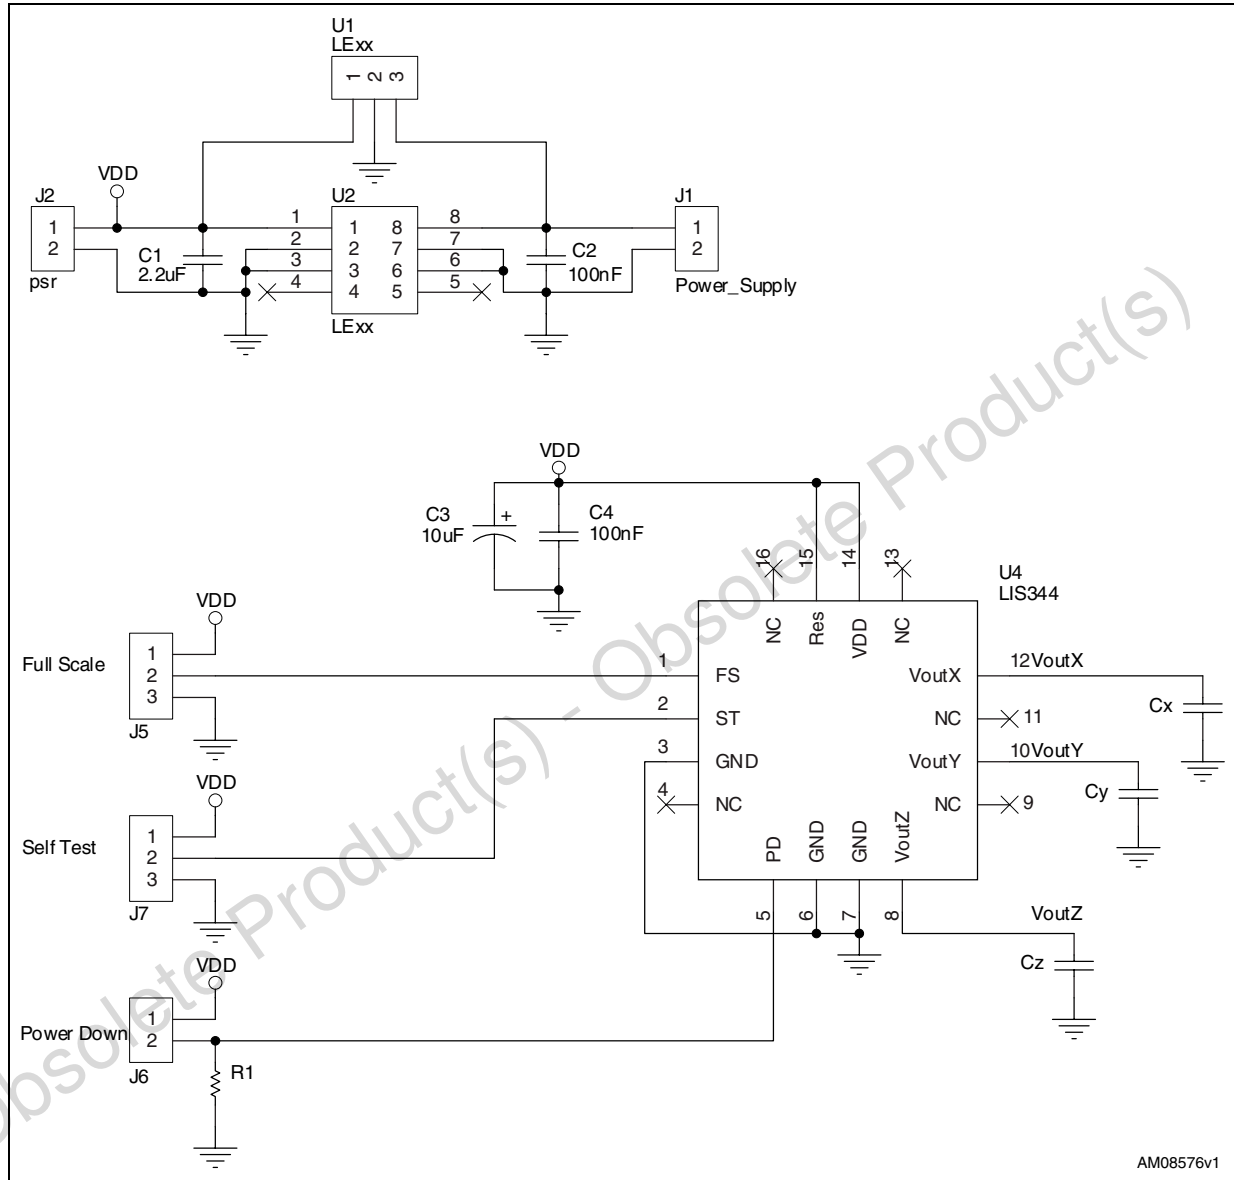 U1
LExx
1 2 3
VDD
J2
1
2
psr
C1
2.2uF
U2
1 1 8 8
2 2 7 7
3 3 6 6
4 4 5 5
LExx
C2
100nF
J1
1
2
Power_Supply
VDD
C3
10uF
+
C4
100nF
16 15 14 13
NC Res VDD NC
U4
LIS344
VDD
Full Scale
1
2
3
J5
1 FS
2 ST
3 GND
4 NC
VoutX 12VoutX
NC 11
VoutY 10VoutY
NC 9
Cx
Cy
VDD
Self Test
1
2
3
J7
PD GND GND VoutZ
5 6 7 8
VoutZ
Cz
VDD
Power Down
1
2
J6
R1
Obsolete Product(s) - Obsolete Product(s)
AM08576v1